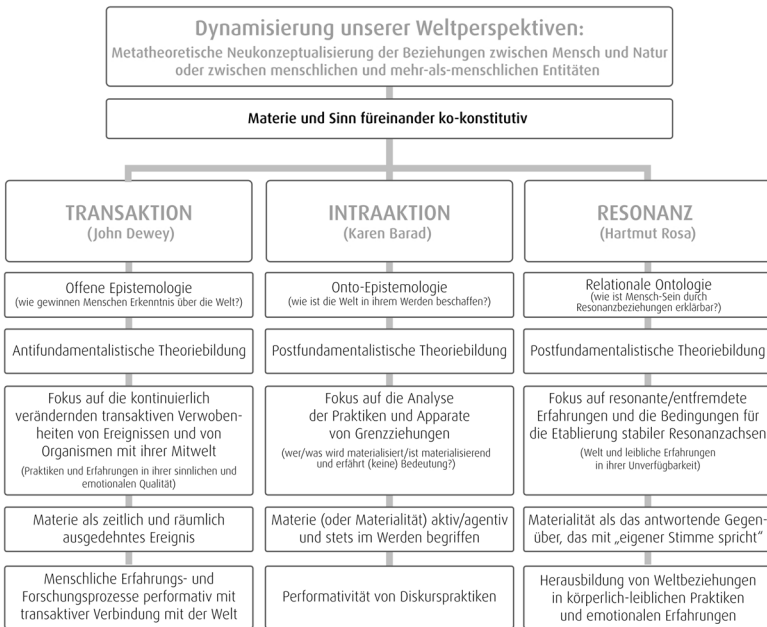 Dynamisierung unserer Weltperspektiven:
Metatheoretische Neukonzeptualisierung der Beziehungen zwischen Mensch und Natur
oder zwischen menschlichen und mehr-als-menschlichen Entitäten
Materie und Sinn füreinander ko-konstitutiv
TRANSAKTION
(John Dewey)
Offene Epistemologie
(wie gewinnen Menschen Erkenntnis über die Welt?)
Antifundamentalistische Theoriebildung
Fokus auf die kontinuierlich
verändernden transaktiven Verwoben-
heiten von Ereignissen und von
Organismen mit ihrer Mitwelt
(Praktiken und Erfahrungen in ihrer sinnlichen und
emotionalen Qualität)
Materie als zeitlich und räumlich
ausgedehntes Ereignis
Menschliche Erfahrungs- und
Forschungsprozesse performativ mit
transaktiver Verbindung mit der Welt
INTRAAKTION
(Karen Barad)
Onto-Epistemologie
(wie ist die Welt in ihrem Werden beschaffen?)
Postfundamentalistische Theoriebildung
Fokus auf die Analyse
der Praktiken und Apparate
von Grenzziehungen
(wer/was wird materialisiert/ist materialisierend
und erfährt (keine) Bedeutung?)
Materie (oder Materialität) aktiv/agentiv
und stets im Werden begriffen
Performativität von Diskurspraktiken
RESONANZ
(Hartmut Rosa)
Relationale Ontologie
(wie ist Mensch-Sein durch
Resonanzbeziehungen erklärbar?)
Postfundamentalistische Theoriebildung
Fokus auf resonante/entfremdete
Erfahrungen und die Bedingungen für
die Etablierung stabiler Resonanzachsen
(Welt und leibliche Erfahrungen
in ihrer Unverfügbarkeit)
Materialität als das antwortende Gegen-
über, das mit „eigener Stimme spricht“
Herausbildung von Weltbeziehungen
in körperlich-leiblichen Praktiken
und emotionalen Erfahrungen